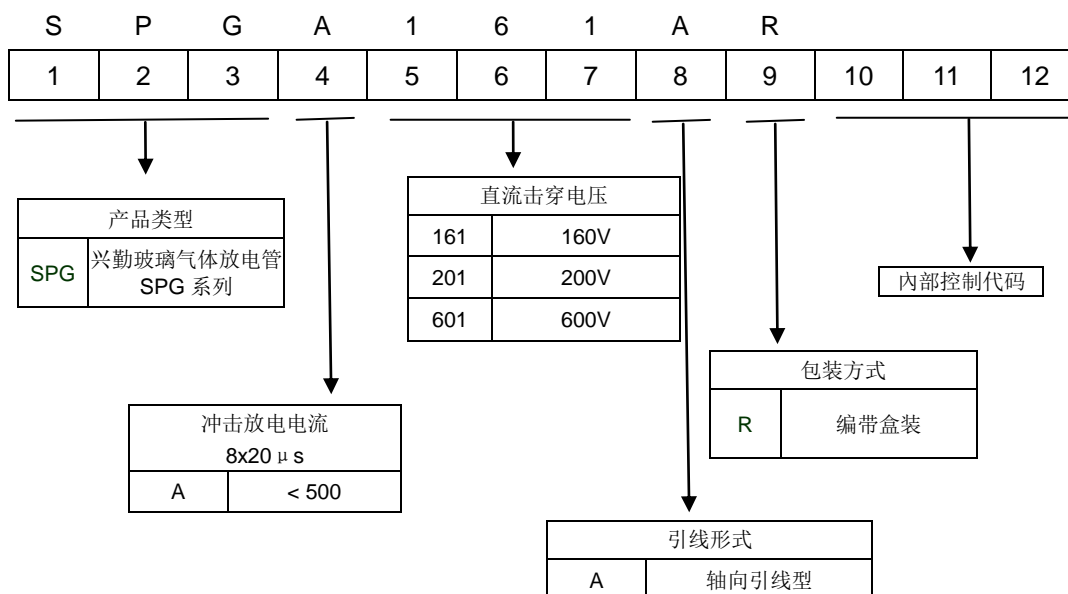 S P G A 1 6 1 A R
1 2 3 4 5 6 7 8 9 10 11 12
产品类型
SPG 兴勤玻璃气体放电管
SPG 系列
直流击穿电压
161 160V
201 200V
601 600V
內部控制代码
包装方式
R 编带盒装
冲击放电电流
8x20 μ s
A < 500
引线形式
A 轴向引线型